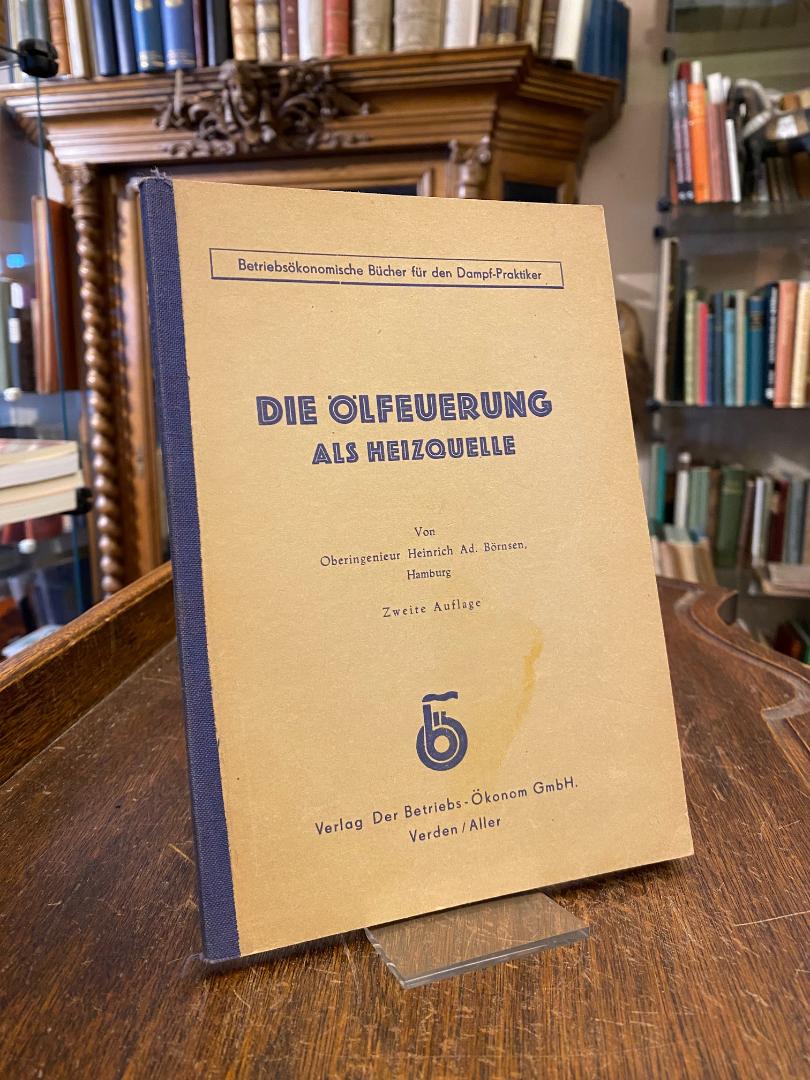 Betriebsökonomische Bücher für den Dampf-Praktiker
DIE ÖLFEUERUNG
ALS HEIZQUELLE
Von
Oberingenieur Heinrich Ad. Börnsen,
Hamburg
Zweite Auflage
Verlag Der Betriebs-Ökonom GmbH.
Verden/Aller